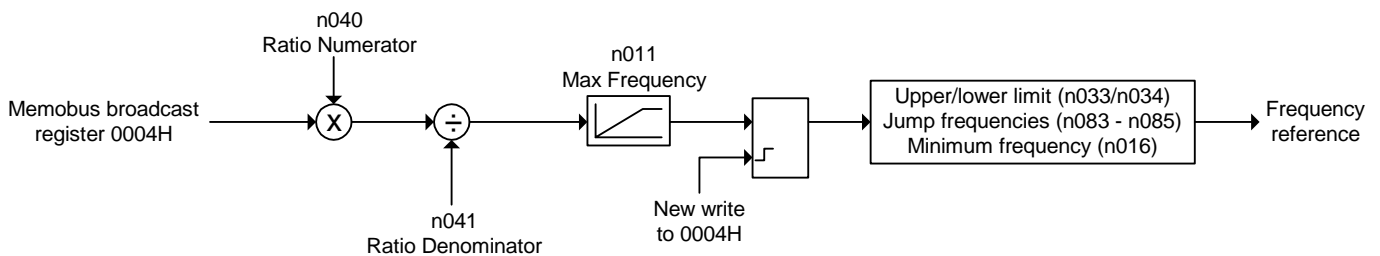 n040
Ratio Numerator
n011
Max Frequency
Memobus broadcast
register 0004H
X
÷
Upper/lower limit (n033/n034)
Jump frequencies (n083 - n085)
Minimum frequency (n016)
Frequency
reference
n041
Ratio Denominator
New write
to 0004H